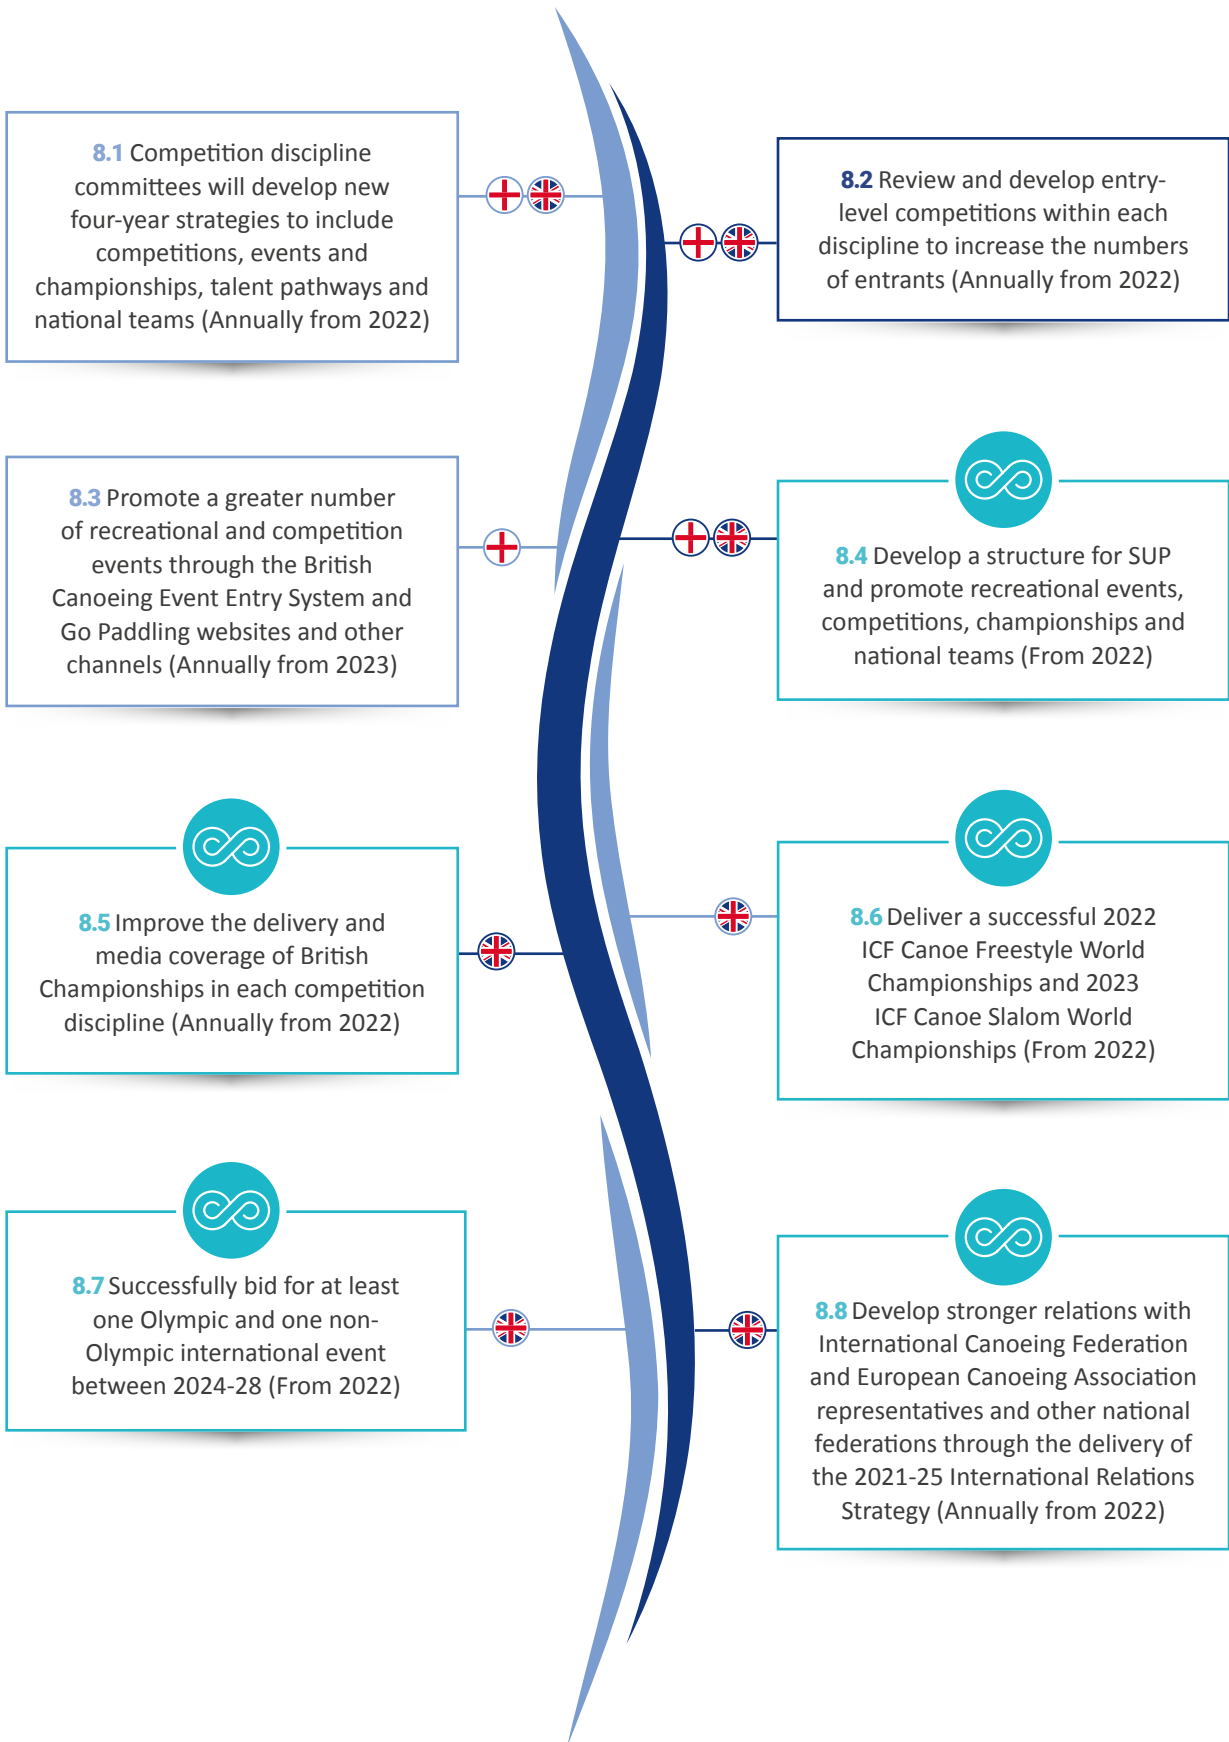 8.1 Competition discipline
committees will develop new
four-year strategies to include
competitions, events and
championships, talent pathways and
national teams (Annually from 2022)
8.2 Review and develop entry-
level competitions within each
discipline to increase the numbers
of entrants (Annually from 2022)
8.3 Promote a greater number
of recreational and competition
events through the British
Canoeing Event Entry System and
Go Paddling websites and other
channels (Annually from 2023)
8.4 Develop a structure for SUP
and promote recreational events,
competitions, championships and
national teams (From 2022)
8.5 Improve the delivery and
media coverage of British
Championships in each competition
discipline (Annually from 2022)
8.6 Deliver a successful 2022
ICF Canoe Freestyle World
Championships and 2023
ICF Canoe Slalom World
Championships (From 2022)
8.7 Successfully bid for at least
one Olympic and one non-
Olympic international event
between 2024-28 (From 2022)
8.8 Develop stronger relations with
International Canoeing Federation
and European Canoeing Association
representatives and other national
federations through the delivery of
the 2021-25 International Relations
Strategy (Annually from 2022)